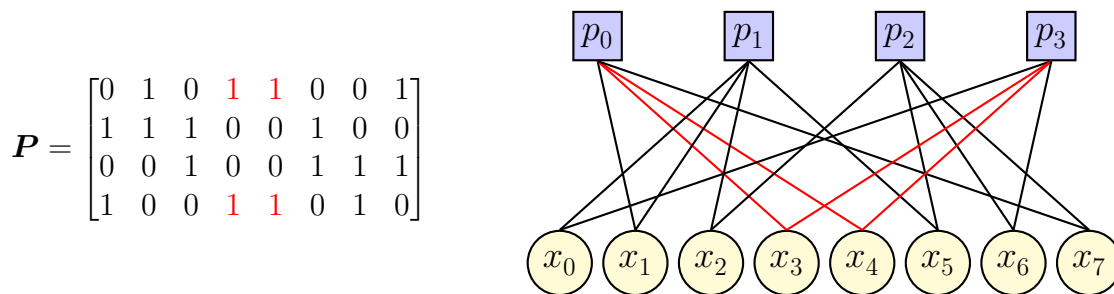 P = [0 1 0 1 1 0 0 1
1 1 1 0 0 1 0 0
0 0 1 0 0 1 1 1
1 0 0 1 1 0 1 0]
p₀ p₁ p₂ p₃
x₀ x₁ x₂ x₃ x₄ x₅ x₆ x₇